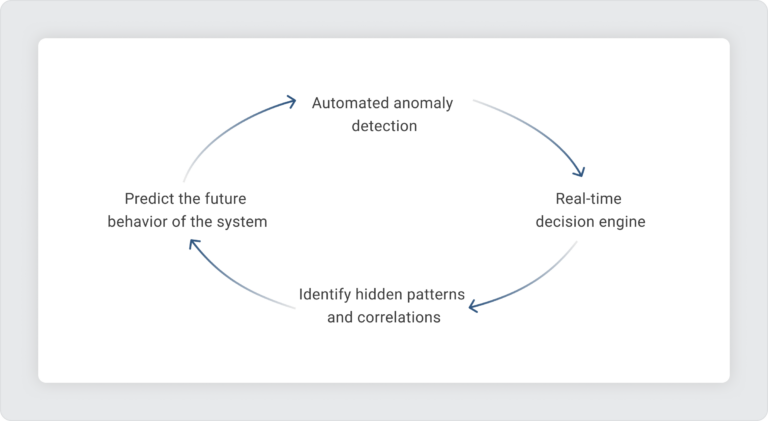 Automated anomaly
detection
Predict the future
behavior of the system
Real-time
decision engine
Identify hidden patterns
and correlations